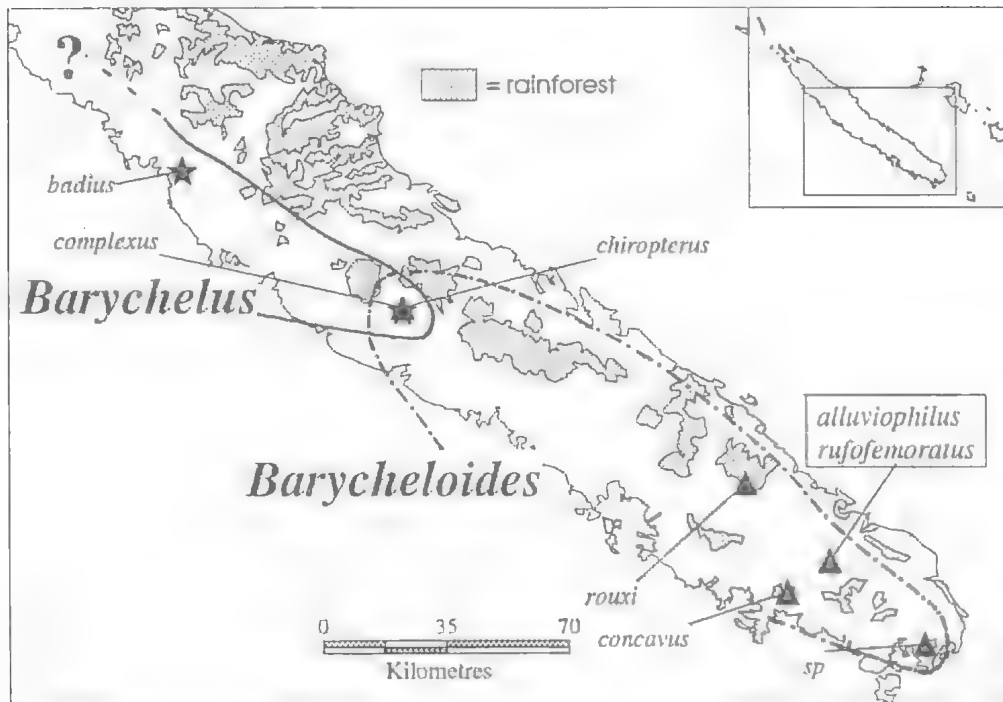 ?
= rainforest
badius
complexus
chiropterus
Barychelus
alluviophilus
rufofemoratus
Barycheloides
rouxi
concavus
0 35 70
Kilometres
sp